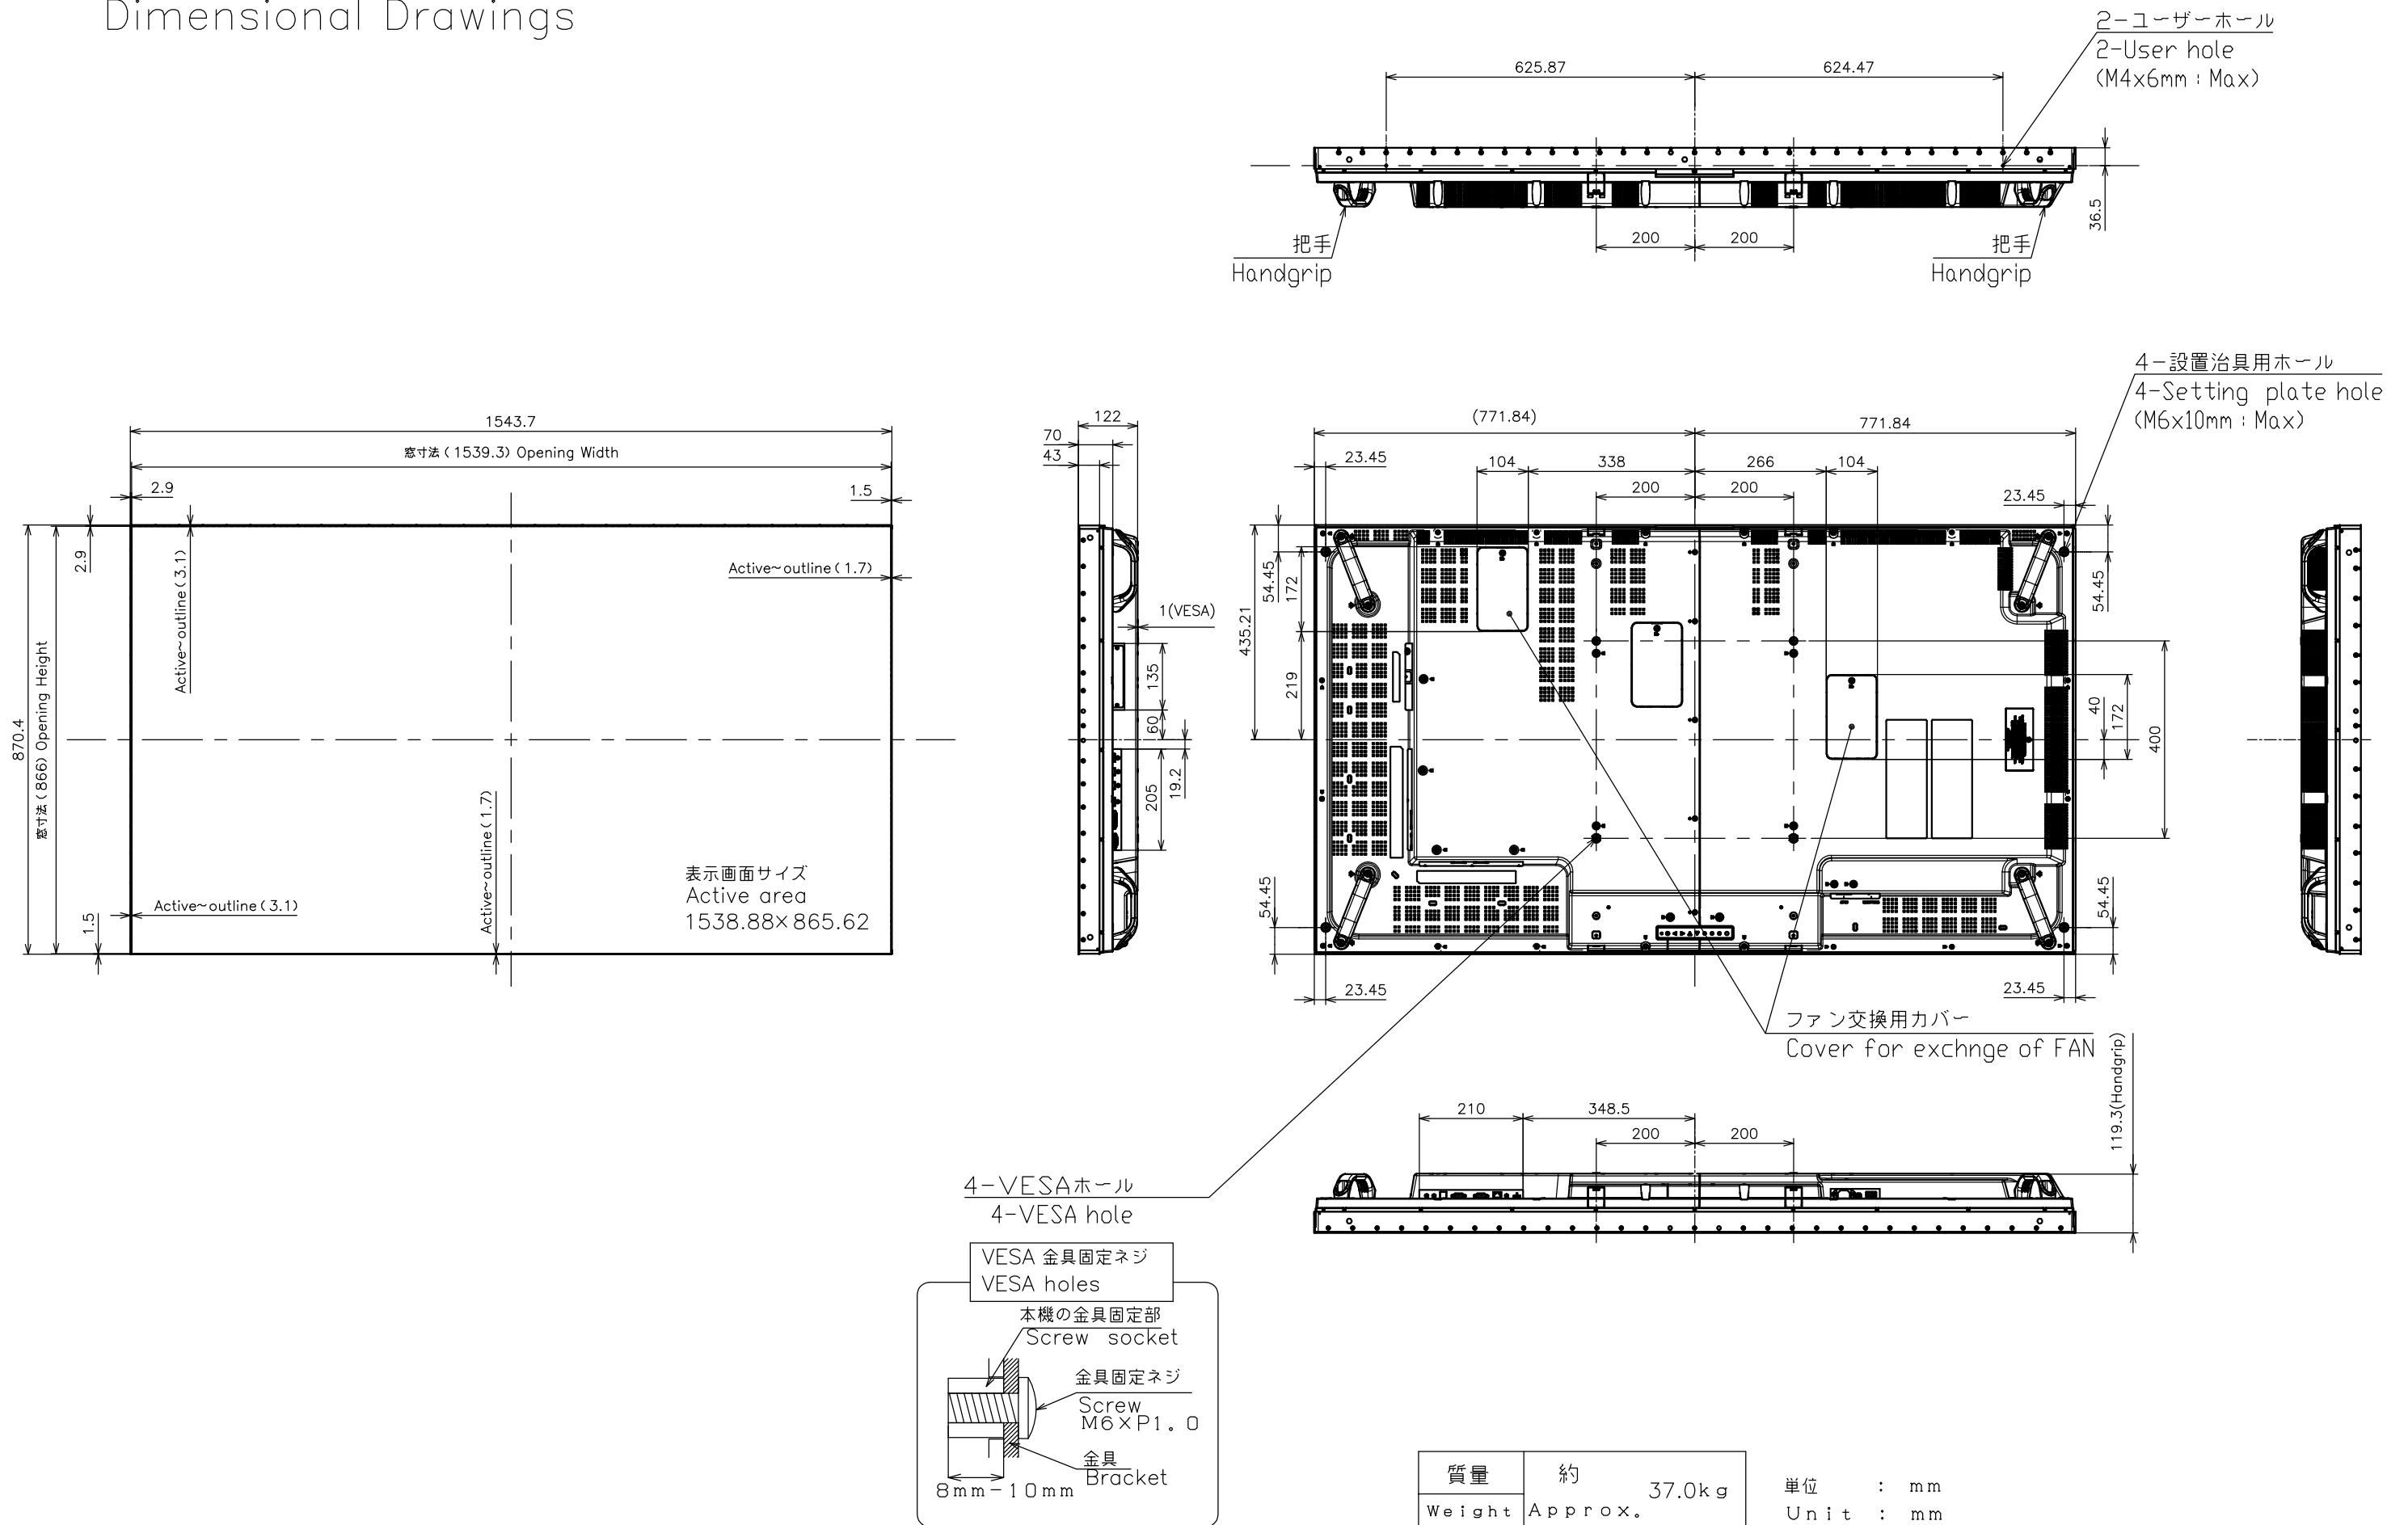 Dimensional Drawings
2-ユーザーホール
2-User hole
(M4x6mm : Max)
625.87
624.47
36.5
200
200
把手
Handgrip
把手
Handgrip
4-設置治具用ホール
4-Setting plate hole
(M6x10mm : Max)
1543.7
窓寸法 (1539.3) Opening Width
2.9
1.5
2.9
870.4
窓寸法 (866) Opening Height
Active~outline(3.1)
Active~outline(1.7)
Active~outline(1.7)
Active~outline(3.1)
1.5
表示画面サイズ
Active area
1538.88×865.62
122
70
43
1(VESA)
135
60
205
19.2
(771.84)
771.84
23.45
104
338
266
104
200
200
23.45
54.45
172
435.21
219
54.45
40
172
400
54.45
54.45
23.45
23.45
ファン交換用カバー
Cover for exchnge of FAN
119.3(Handgrip)
210
348.5
200
200
4-VESAホール
4-VESA hole
VESA 金具固定ネジ
VESA holes
本機の金具固定部
Screw socket
金具固定ネジ
Screw
M6×P1。0
金具
Bracket
8mm-10mm
質量 約 37.0kg
Weight Approx。
単位 : mm
Unit : mm